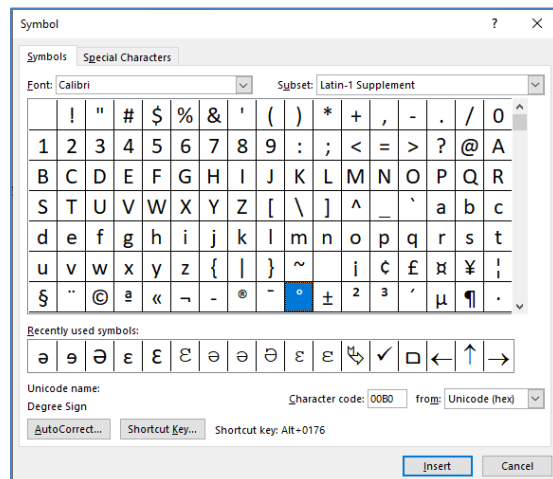 Symbol ? ×
Symbols Special Characters
Font: Calibri Subset: Latin-1 Supplement
! " # $ % & ' ( ) * + , - . / 0
1 2 3 4 5 6 7 8 9 : ; < = > ? @ A
B C D E F G H I J K L M N O P Q R
S T U V W X Y Z [ \ ] ^ _ ` a b c
d e f g h i j k l m n o p q r s t
u v w x y z { | } ~ ¡ ¢ £ ¤ ¥ ¦
§ ¨ © ª « ¬ - ® ¯ ° ± ² ³ ´ µ ¶ ·
Recently used symbols:
ə ɘ Ə ɛ Ɛ Ɛ ə ə Ə ɛ ɛ ✓ ← ↑ →
Unicode name:
Degree Sign
Character code: 00B0 from: Unicode (hex)
AutoCorrect... Shortcut Key... Shortcut key: Alt+0176
Insert Cancel